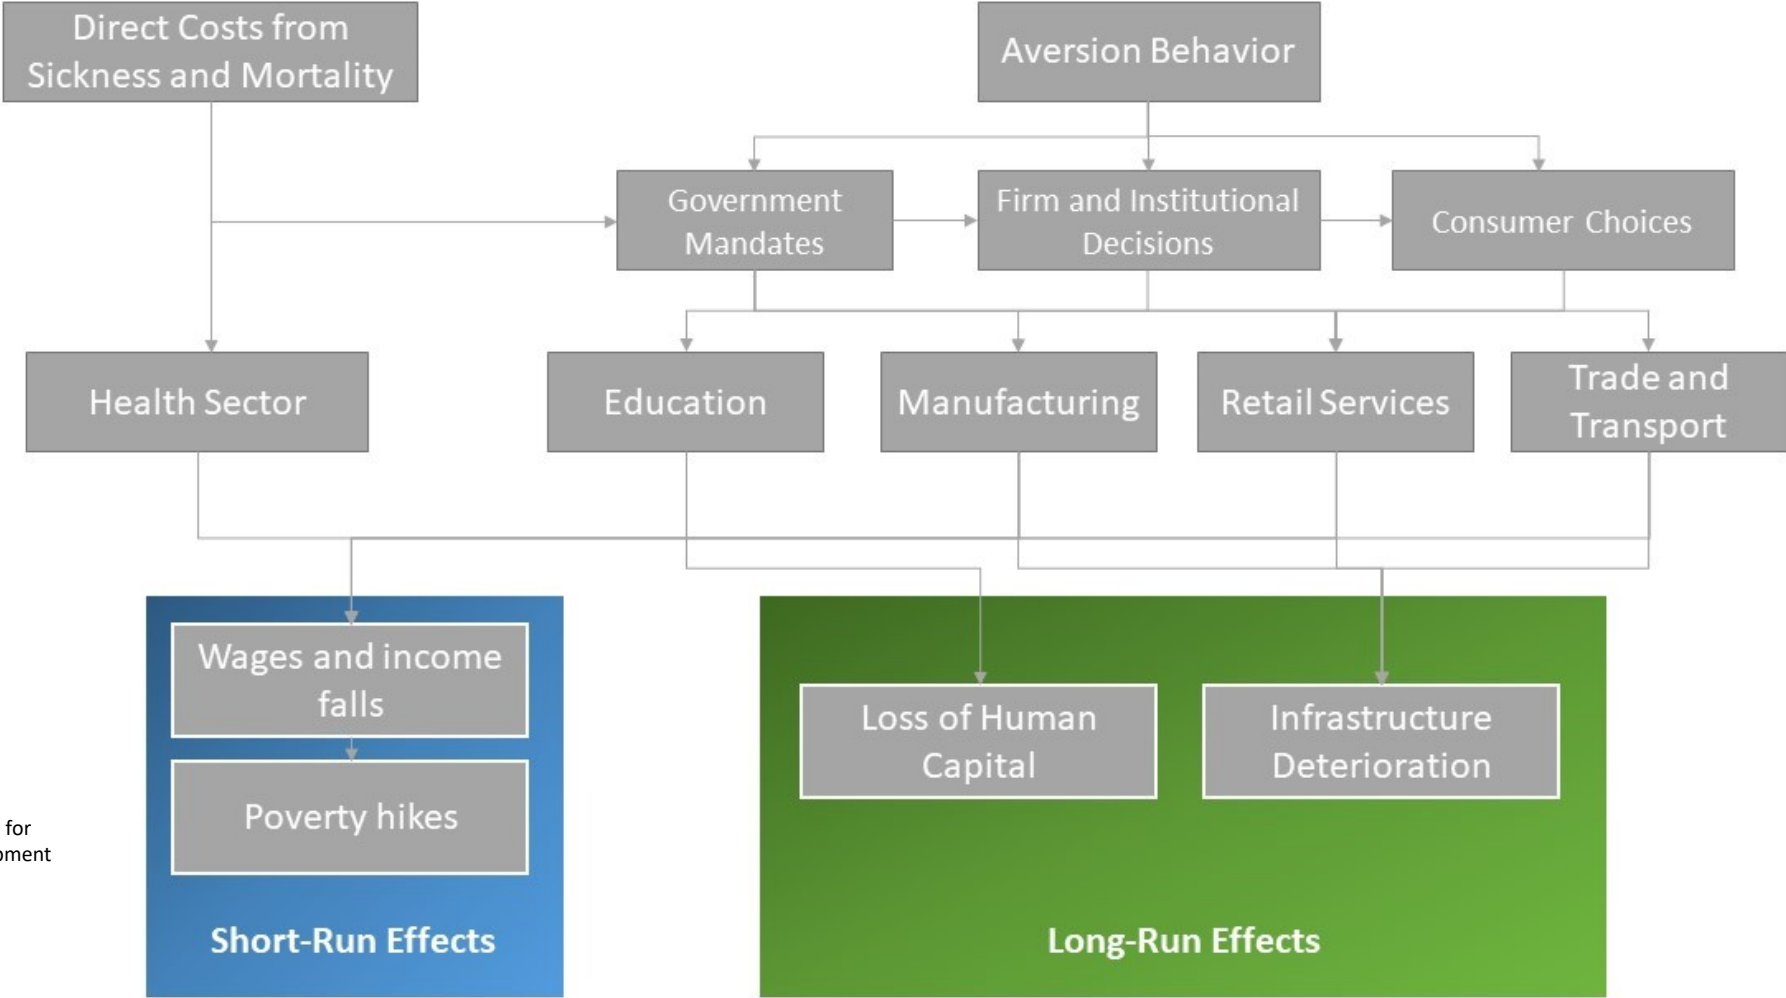 Direct Costs from
Sickness and Mortality
Aversion Behavior
Government
Mandates
Firm and Institutional
Decisions
Consumer Choices
Health Sector
Education
Manufacturing
Retail Services
Trade and
Transport
Wages and income
falls
Poverty hikes
Short-Run Effects
Loss of Human
Capital
Infrastructure
Deterioration
Long-Run Effects
for